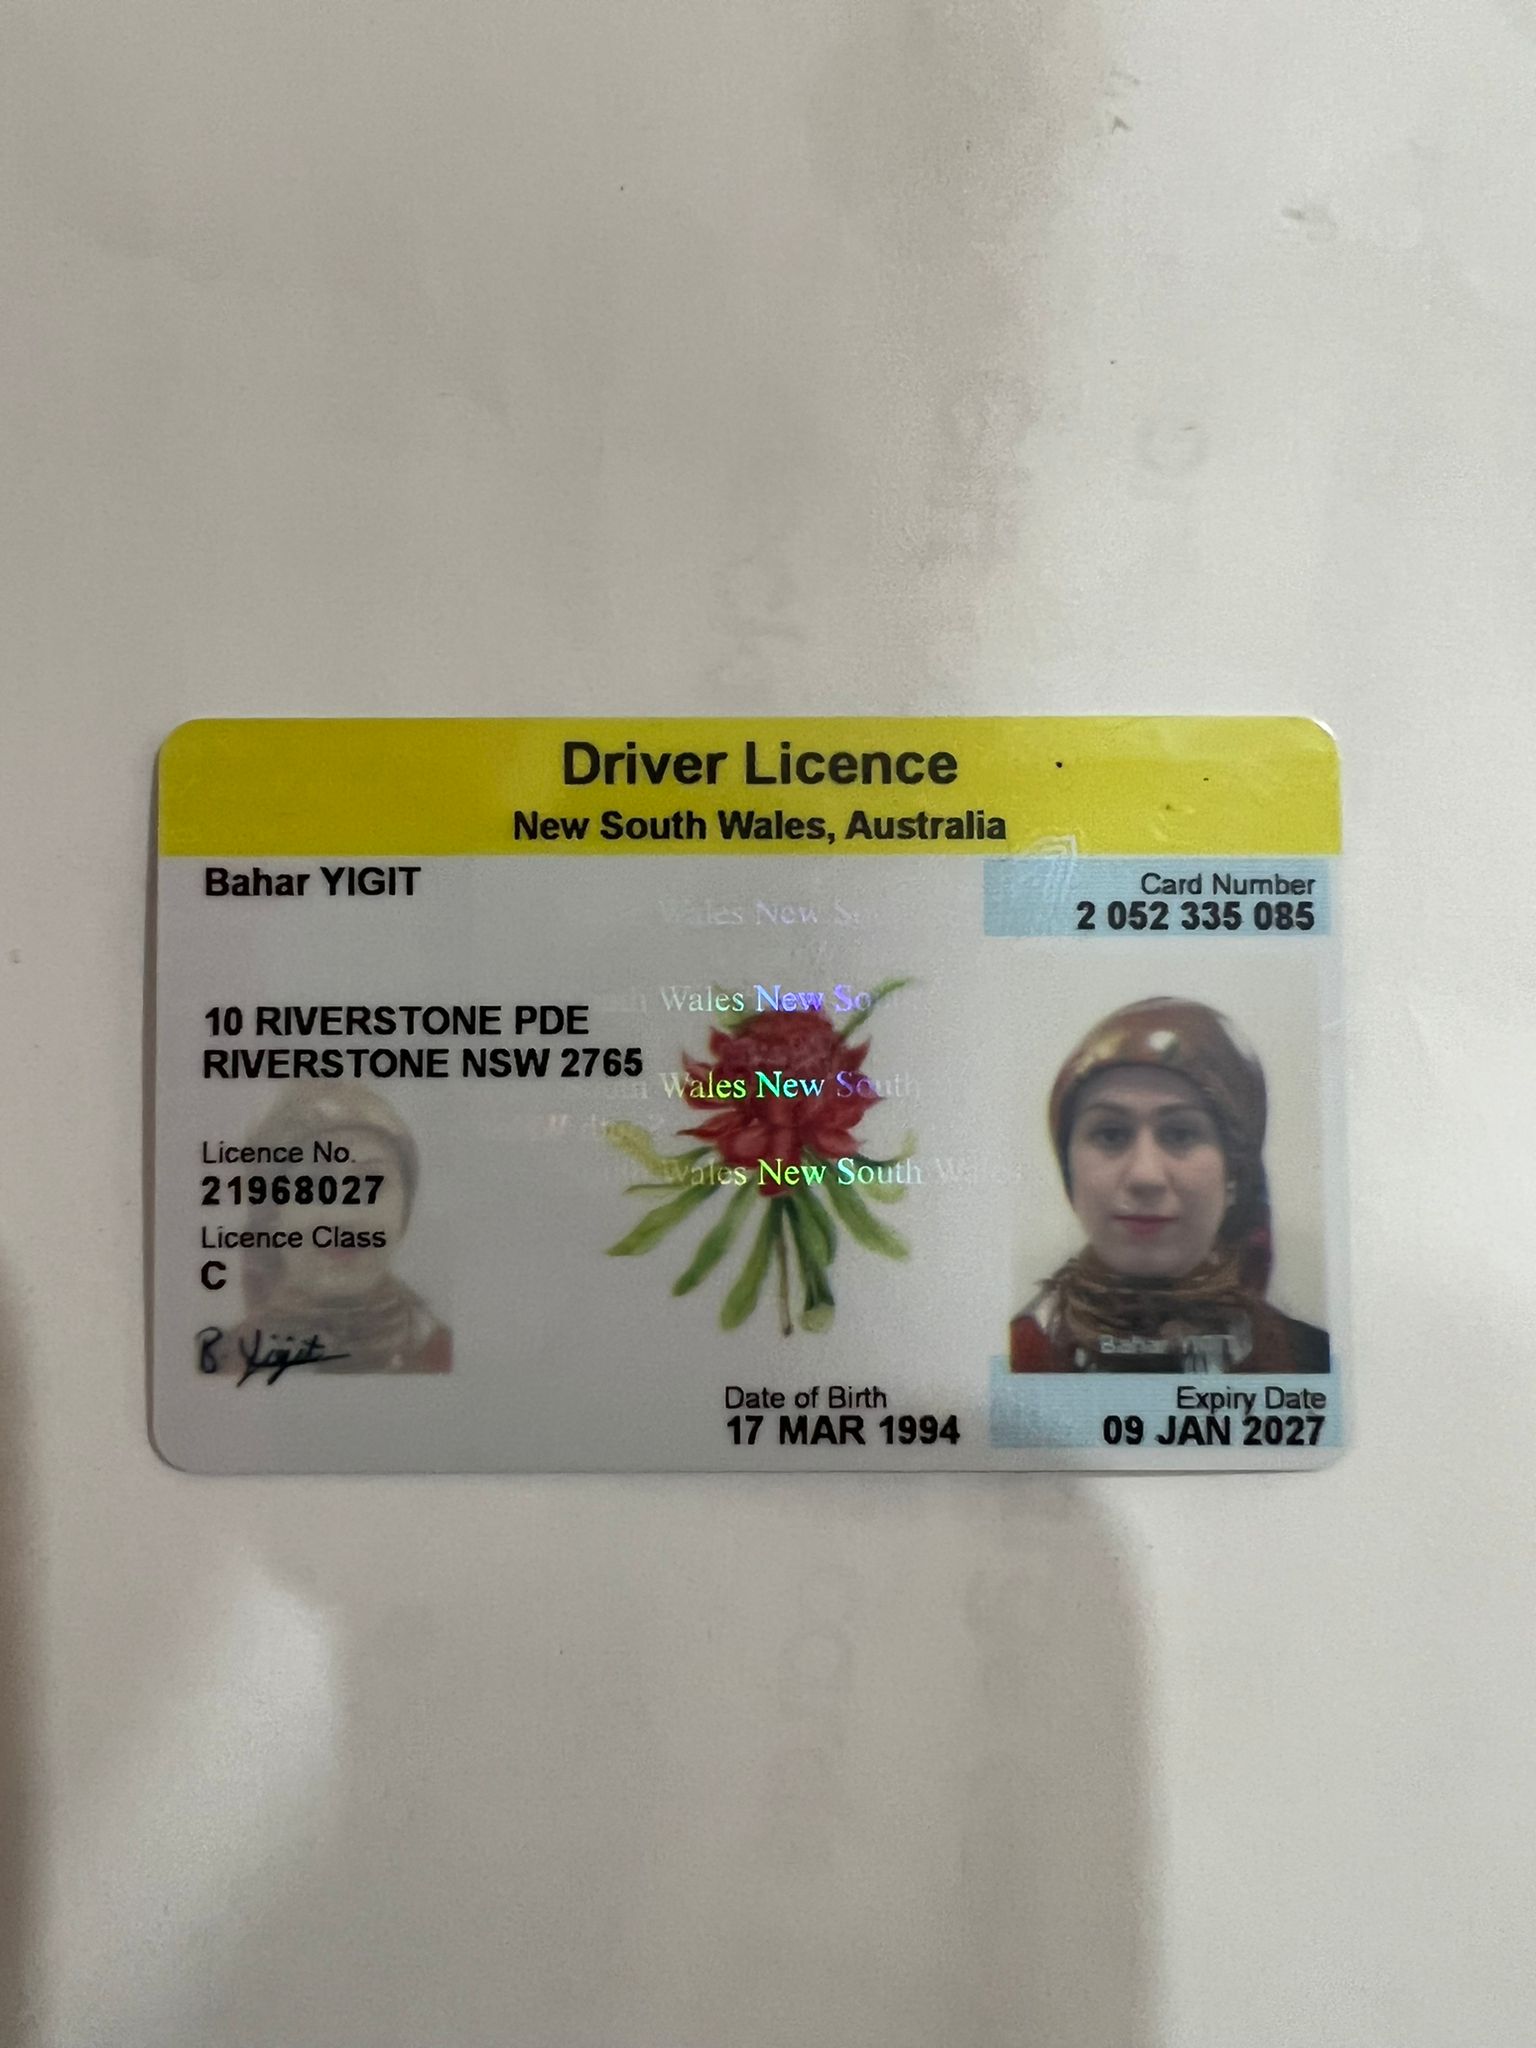 Driver Licence
New South Wales, Australia
Bahar YIGIT
Card Number
2 052 335 085
Wales New So
Wales New So
10 RIVERSTONE PDE
RIVERSTONE NSW 2765
Wales New South
Licence No.
21968027
Wales New South Wales
Licence Class
C
B Yigit
Bahar
Date of Birth
17 MAR 1994
Expiry Date
09 JAN 2027